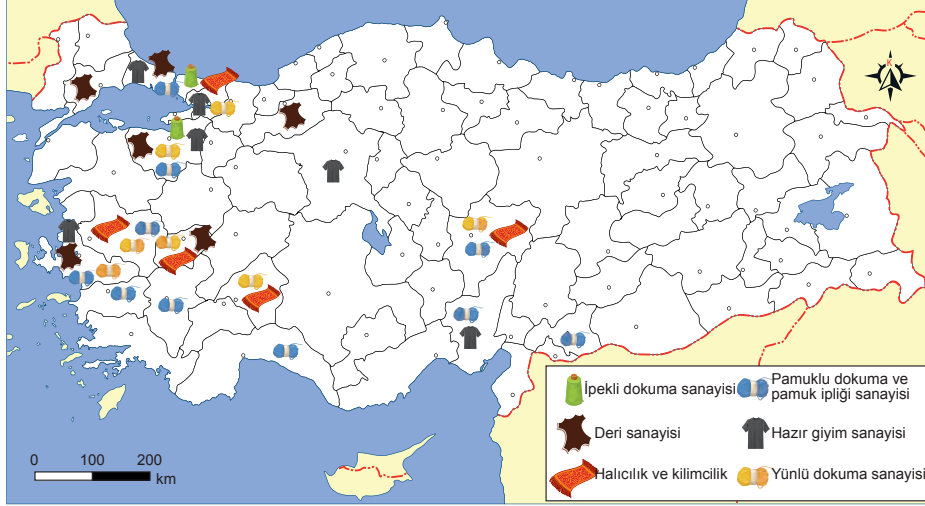 K
İpekli dokuma sanayisi
Pamuklu dokuma ve
pamuk ipliği sanayisi
Deri sanayisi
Hazır giyim sanayisi
Halıcılık ve kilimcilik
Yünlü dokuma sanayisi
0 100 200
km